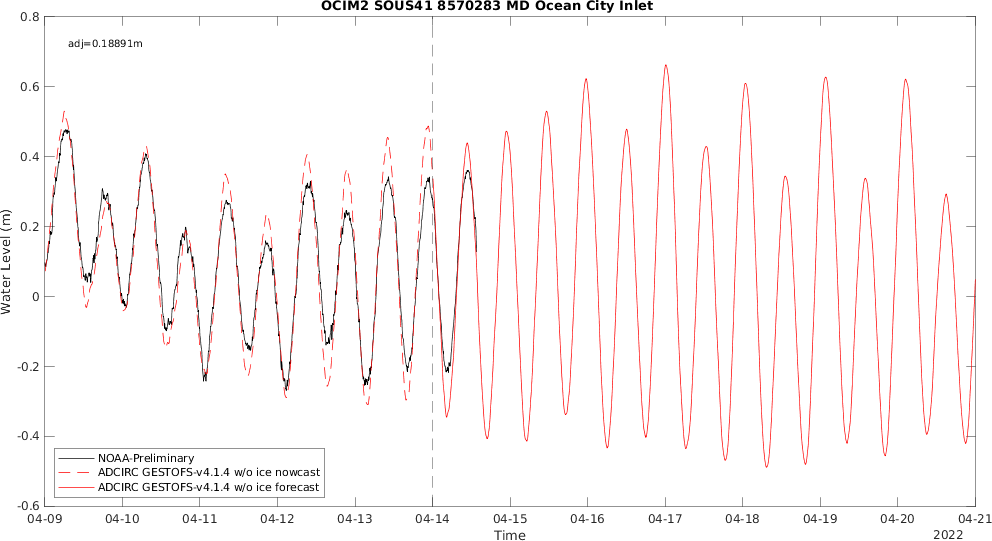 OCIM2 SOUS41 8570283 MD Ocean City Inlet
adj=0.18891m
0.8
0.6
0.4
0.2
0
-0.2
-0.4
-0.6
Water Level (m)
NOAA-Preliminary
ADCIRC GESTOFS-v4.1.4 w/o ice nowcast
ADCIRC GESTOFS-v4.1.4 w/o ice forecast
04-09 04-10 04-11 04-12 04-13 04-14 04-15 04-16 04-17 04-18 04-19 04-20 04-21
Time
2022